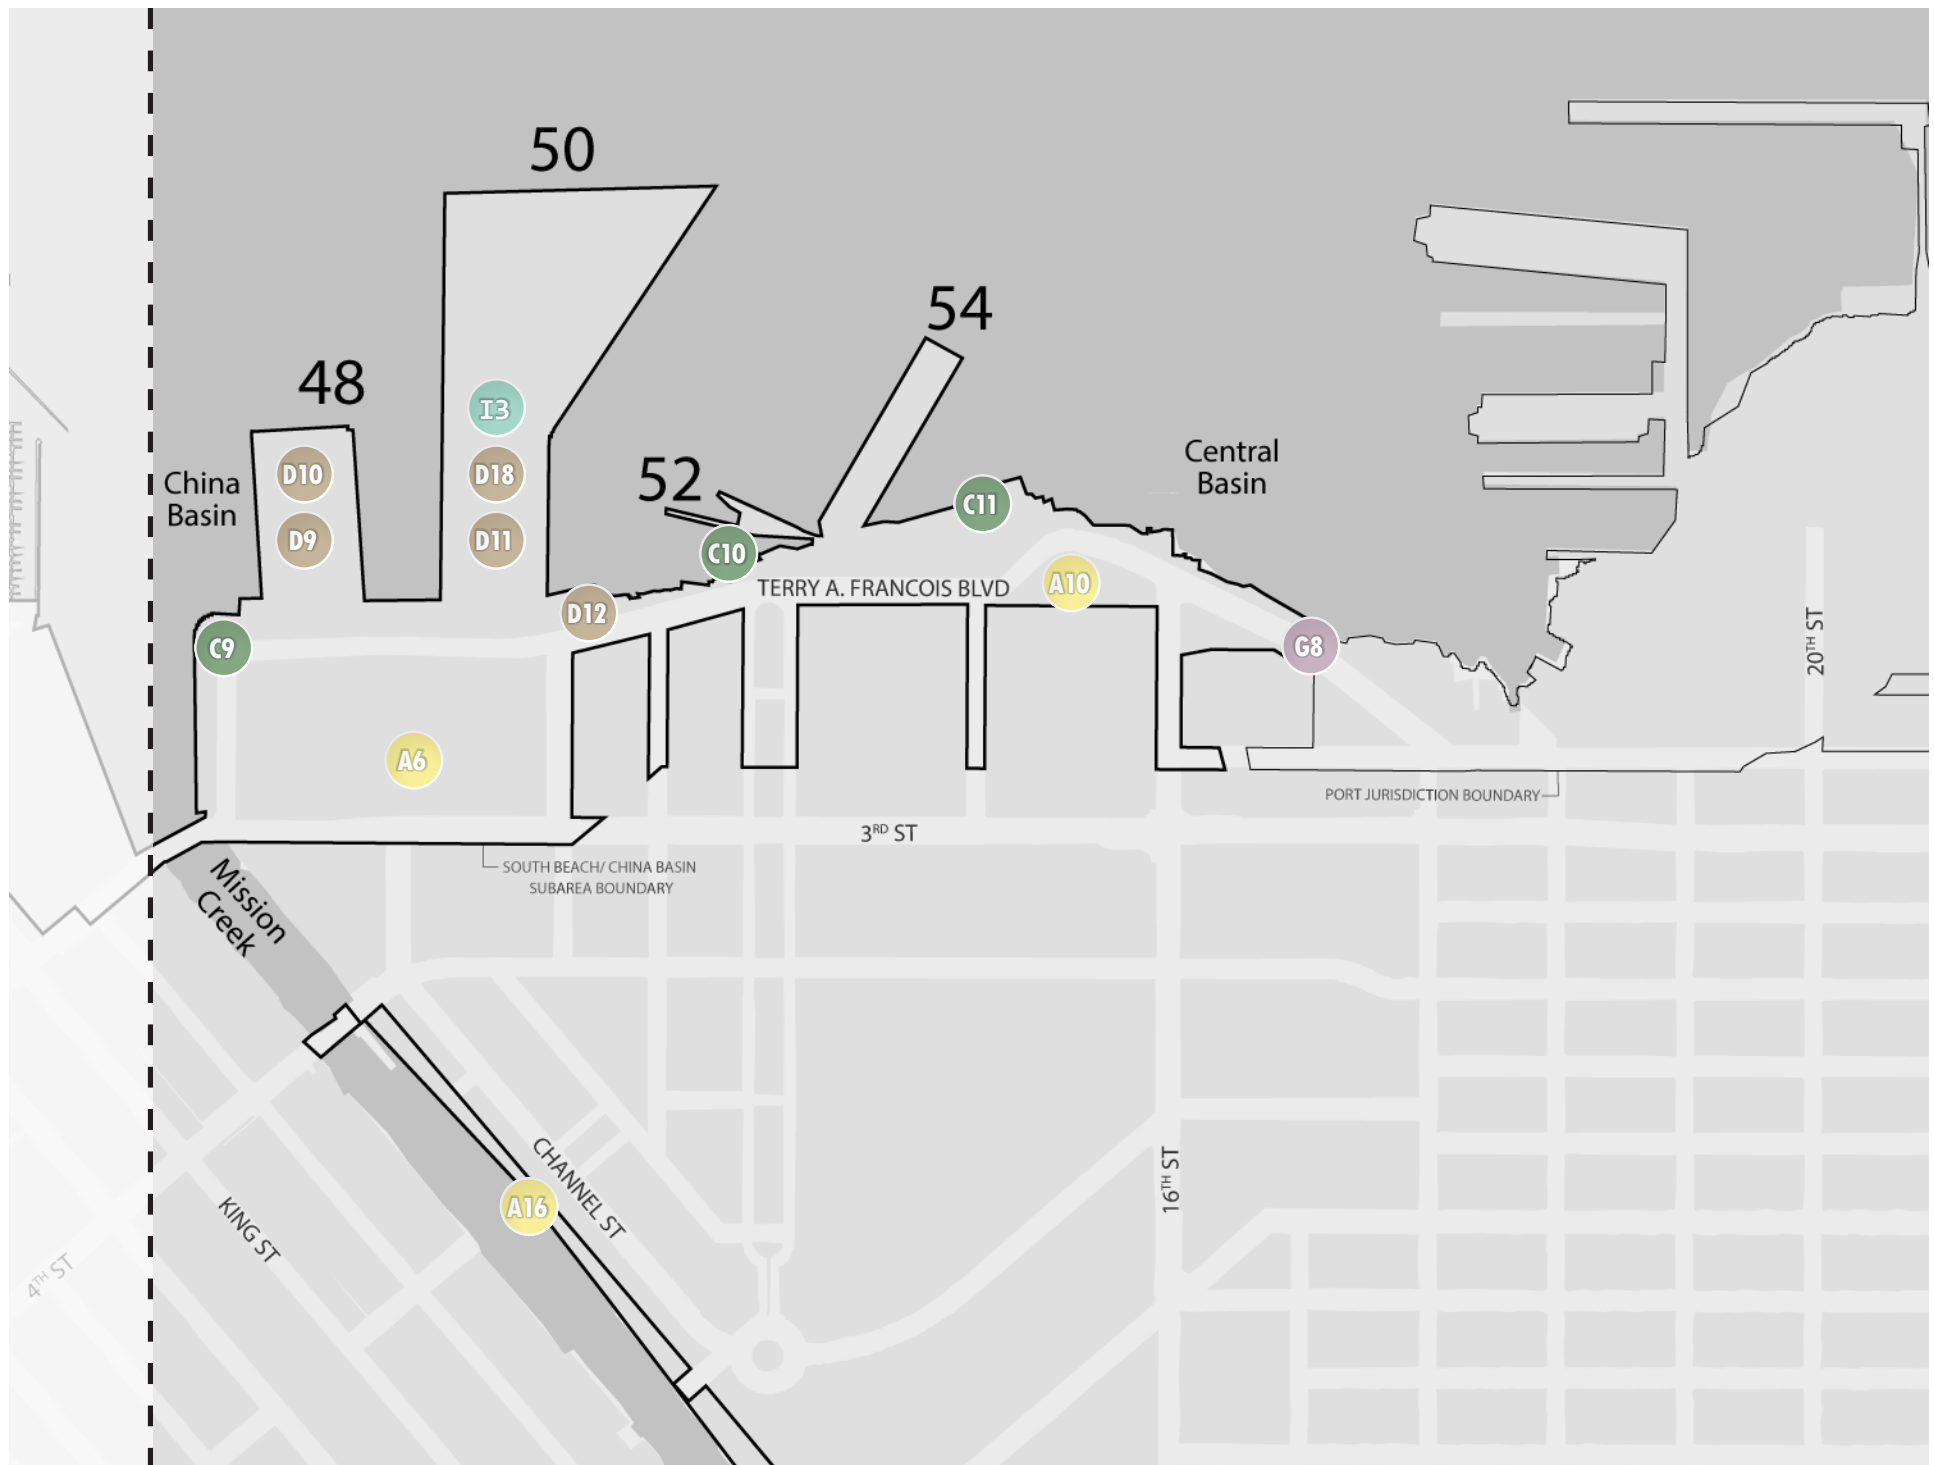 50
54
48
I3
D10
D18
52
China
Basin
Central
Basin
C11
D9
D11
C10
TERRY A. FRANCOIS BLVD
A10
D12
C9
G8
20TH ST
A6
PORT JURISDICTION BOUNDARY
3RD ST
SOUTH BEACH/ CHINA BASIN
SUBAREA BOUNDARY
Mission
Creek
CHANNEL ST
16TH ST
A16
KING ST
4TH ST